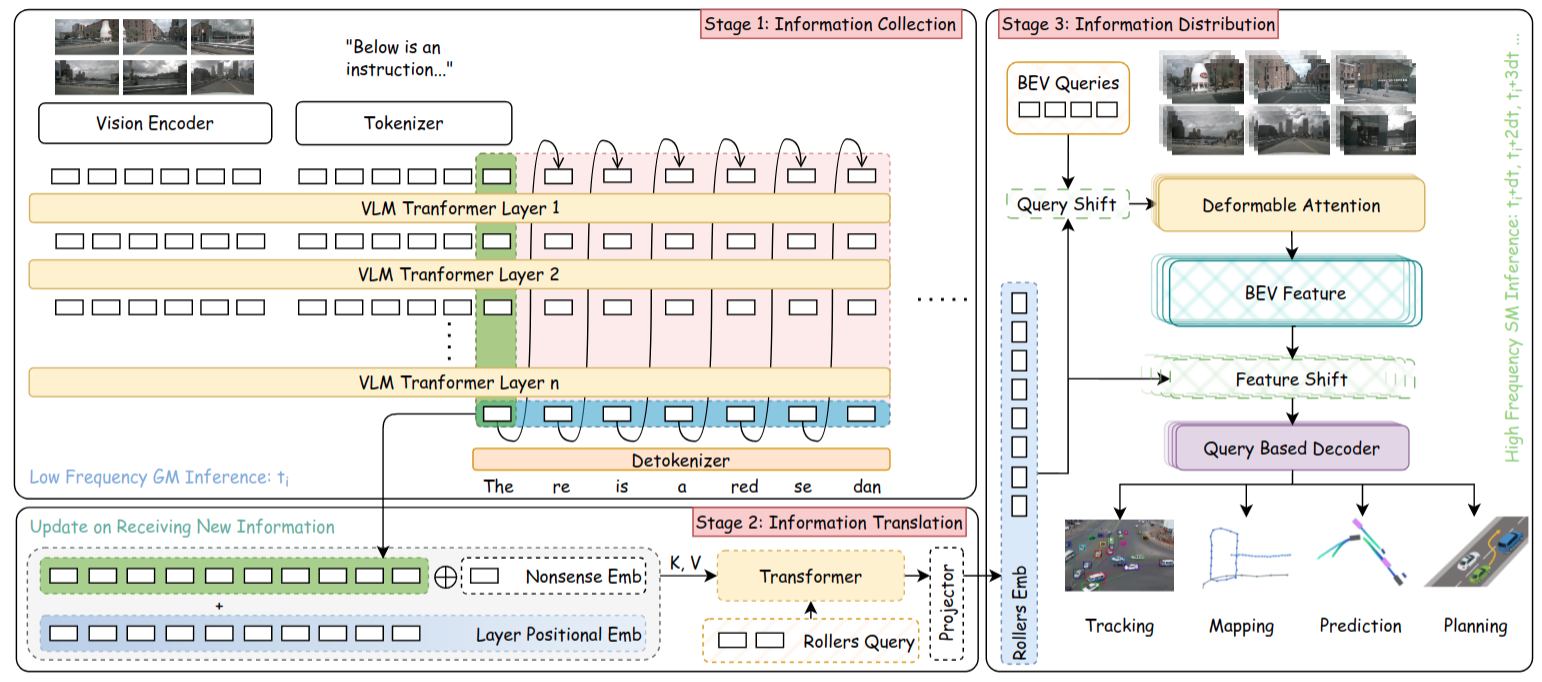 Stage 1: Information Collection
"Below is an
instruction..."
Vision Encoder
Tokenizer
VLM Tranformer Layer 1
VLM Tranformer Layer 2
VLM Tranformer Layer n
Detokenizer
The re is a red se dan
Low Frequency GM Inference: ti
Stage 2: Information Translation
Update on Receiving New Information
Nonsense Emb
+
Layer Positional Emb
K, V
Transformer
Rollers Query
Projector
Stage 3: Information Distribution
BEV Queries
Query Shift
Deformable Attention
BEV Feature
Feature Shift
Query Based Decoder
Rollers Emb
Tracking
Mapping
Prediction
Planning
High Frequency SM Inference: ti+dt, ti+2dt, ti+3dt ...